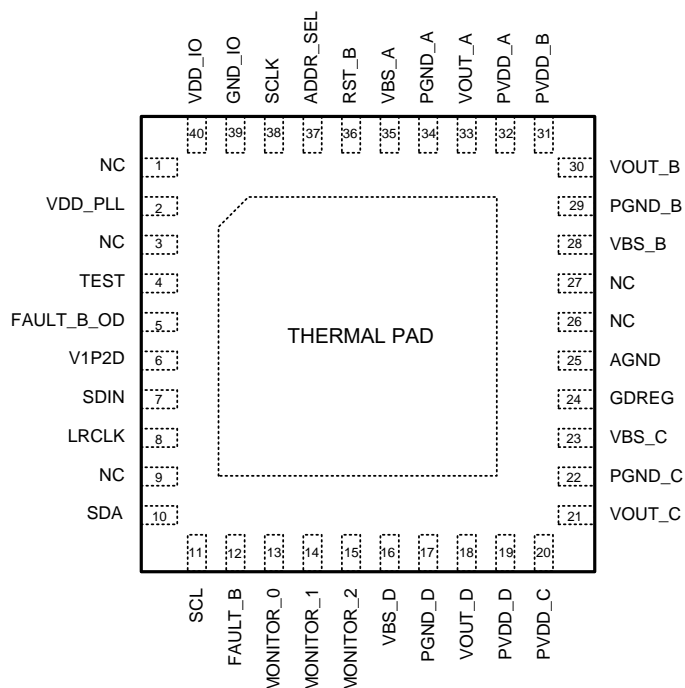 VDD_IO
GND_IO
SCLK
ADDR_SEL
RST_B
VBS_A
PGND_A
VOUT_A
PVDD_A
PVDD_B
40 39 38 37 36 35 34 33 32 31
NC 1
VDD_PLL 2
NC 3
TEST 4
FAULT_B_OD 5
V1P2D 6
SDIN 7
LRCLK 8
NC 9
SDA 10
THERMAL PAD
30 VOUT_B
29 PGND_B
28 VBS_B
27 NC
26 NC
25 AGND
24 GDREG
23 VBS_C
22 PGND_C
21 VOUT_C
11 12 13 14 15 16 17 18 19 20
SCL
FAULT_B
MONITOR_0
MONITOR_1
MONITOR_2
VBS_D
PGND_D
VOUT_D
PVDD_D
PVDD_C